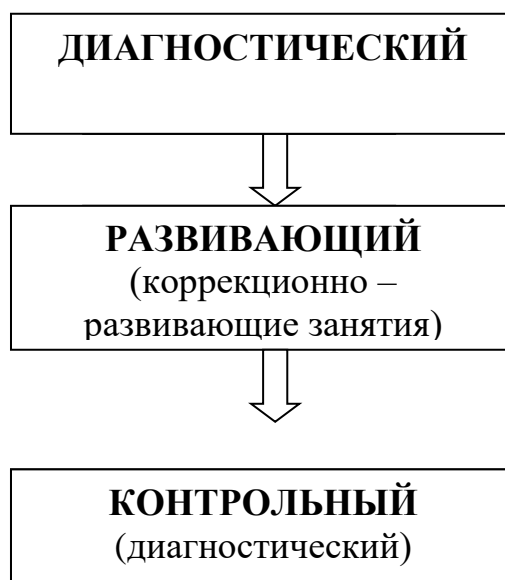 ДИАГНОСТИЧЕСКИЙ
РАЗВИВАЮЩИЙ
(коррекционно –
развивающие занятия)
КОНТРОЛЬНЫЙ
(диагностический)